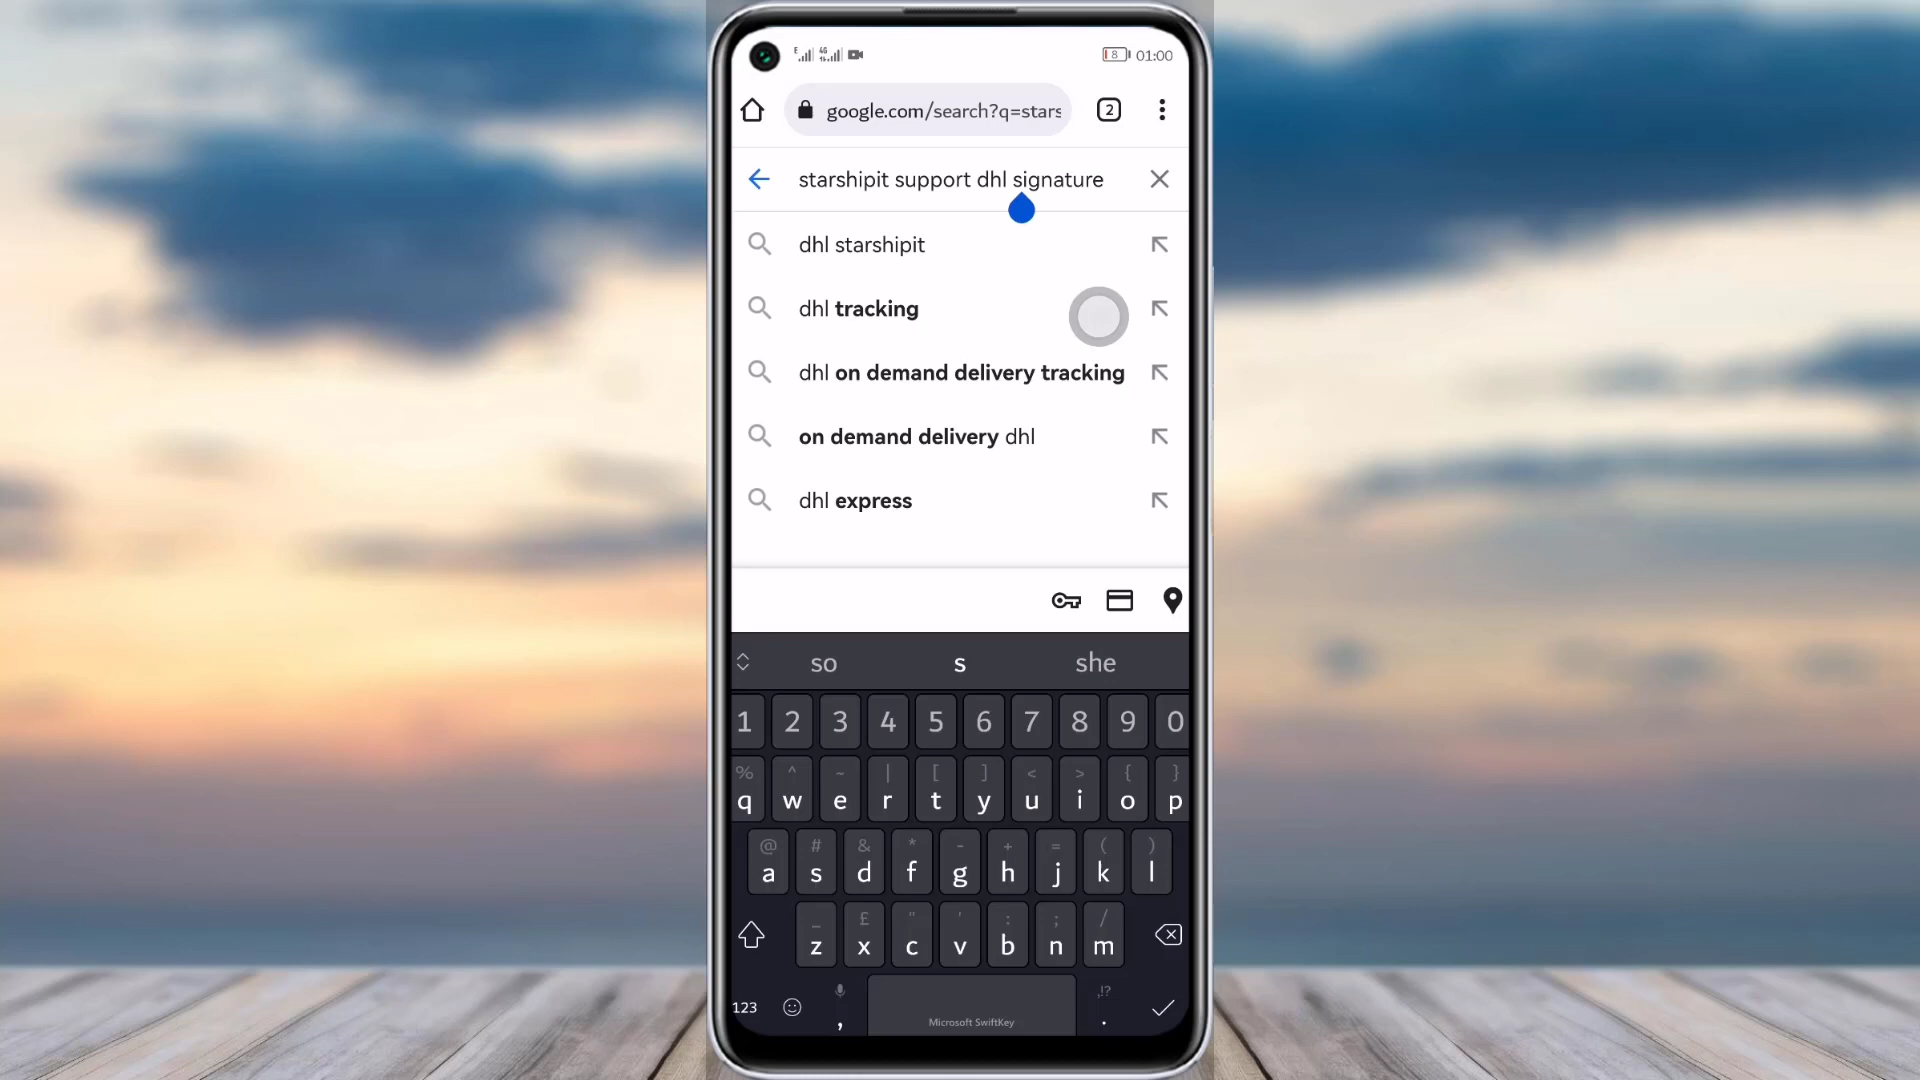 E 4G 8 01:00
google.com/search?q=stars 2
starshipit support dhl signature
dhl starshipit
dhl tracking
dhl on demand delivery tracking
on demand delivery dhl
dhl express
so s she
1 2 3 4 5 6 7 8 9 0
% ^ ~ | [ ] < > { }
q w e r t y u i o p
@ # & * - + = ( )
a s d f g h j k l
_ £ " ' : ; /
z x c v b n m
123 , Microsoft SwiftKey ,!? .